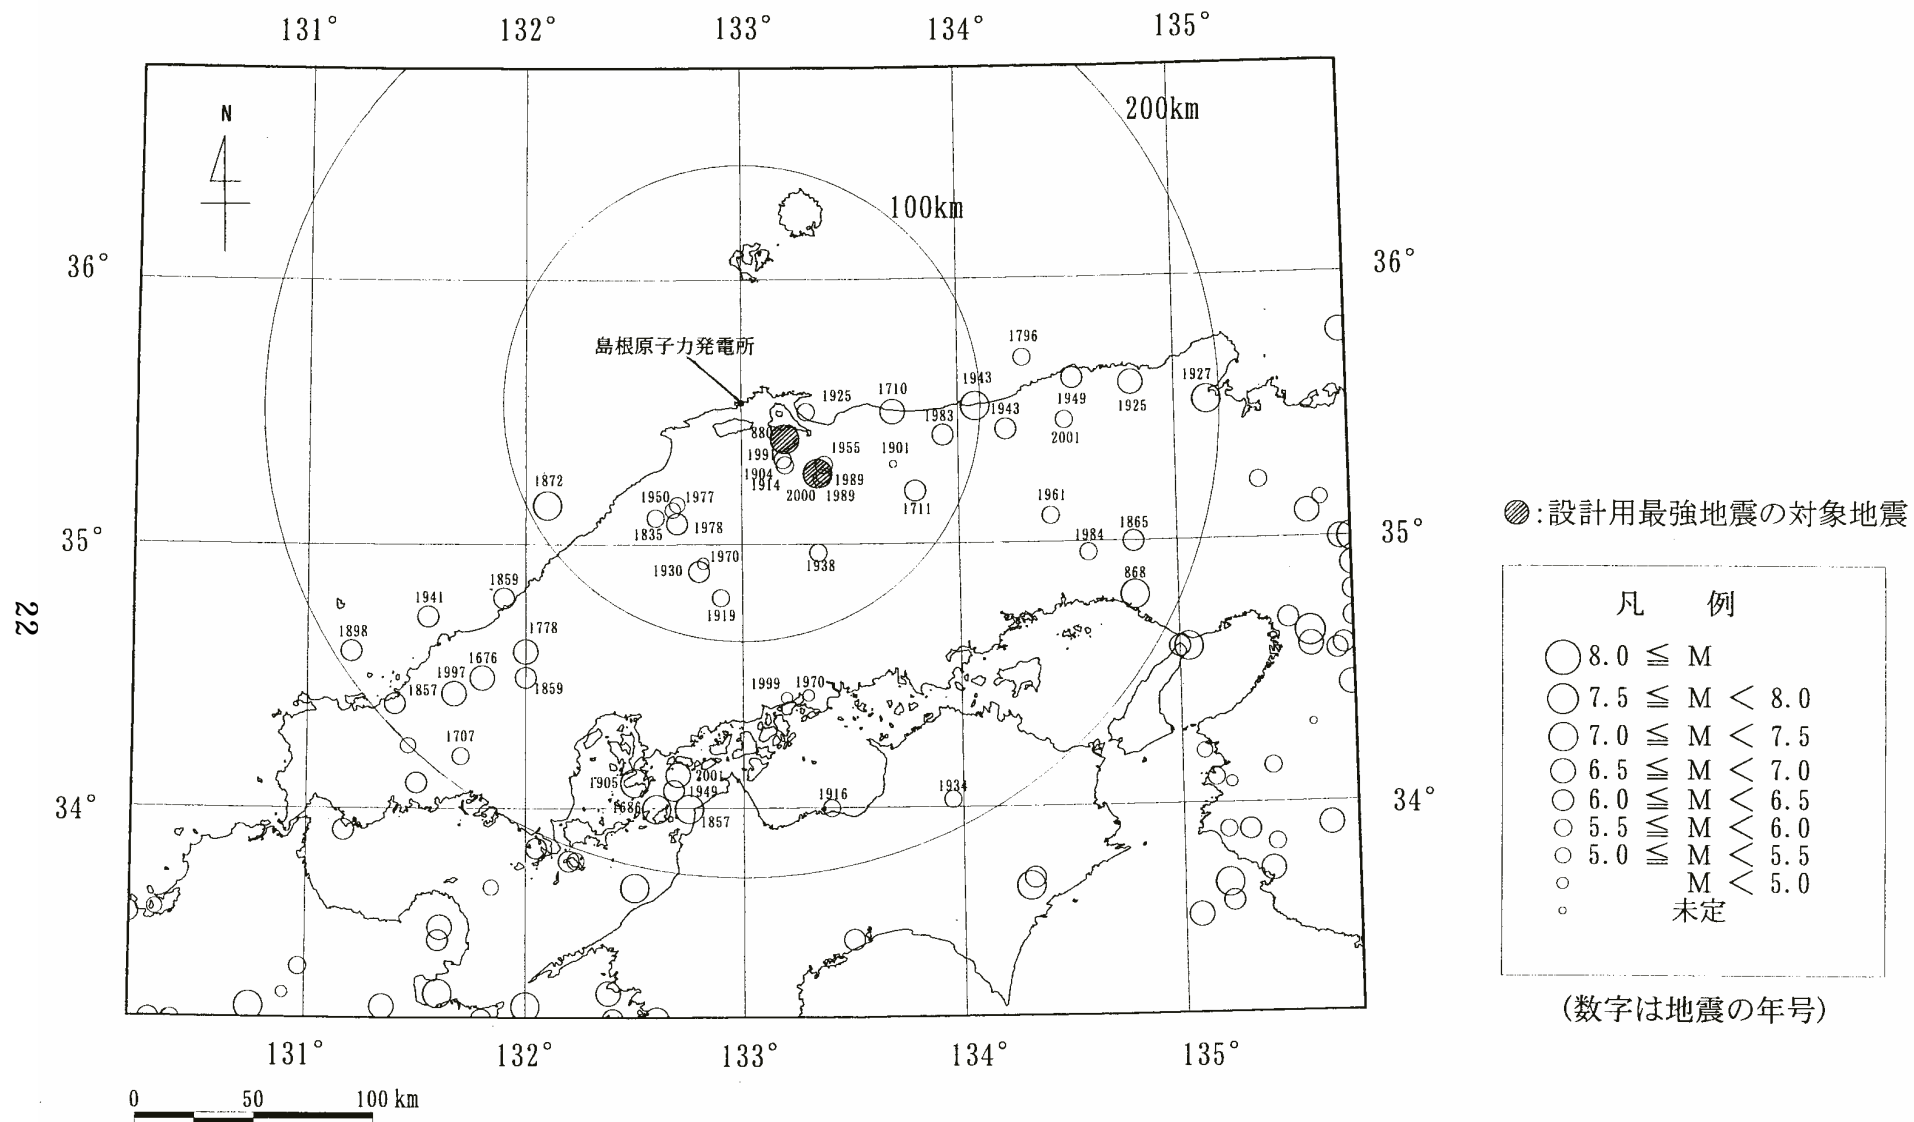 131° 132° 133° 134° 135°
200km
N
100km
36° 36°
島根原子力発電所
1796
1925 1710 1943 1927
1983 1943 1949 1925
880
2001
1991 1955 1901
1904 1989
1914 2000 1989
1872
1950 1977 1711 1961
1835 1978
35° 1984 1865 35°
1970
1930 1938
868
1859 1919
1941
1898 1778
1997 1676
1857 1859 1999 1970
1707
1905 2001
1949 1934
34° 1686 1916 34°
1857
131° 132° 133° 134° 135°
0 50 100 km
22
:設計用最強地震の対象地震
凡 例
8.0 ≦ M
7.5 ≦ M < 8.0
7.0 ≦ M < 7.5
6.5 ≦ M < 7.0
6.0 ≦ M < 6.5
5.5 ≦ M < 6.0
5.0 ≦ M < 5.5
M < 5.0
未定
(数字は地震の年号)